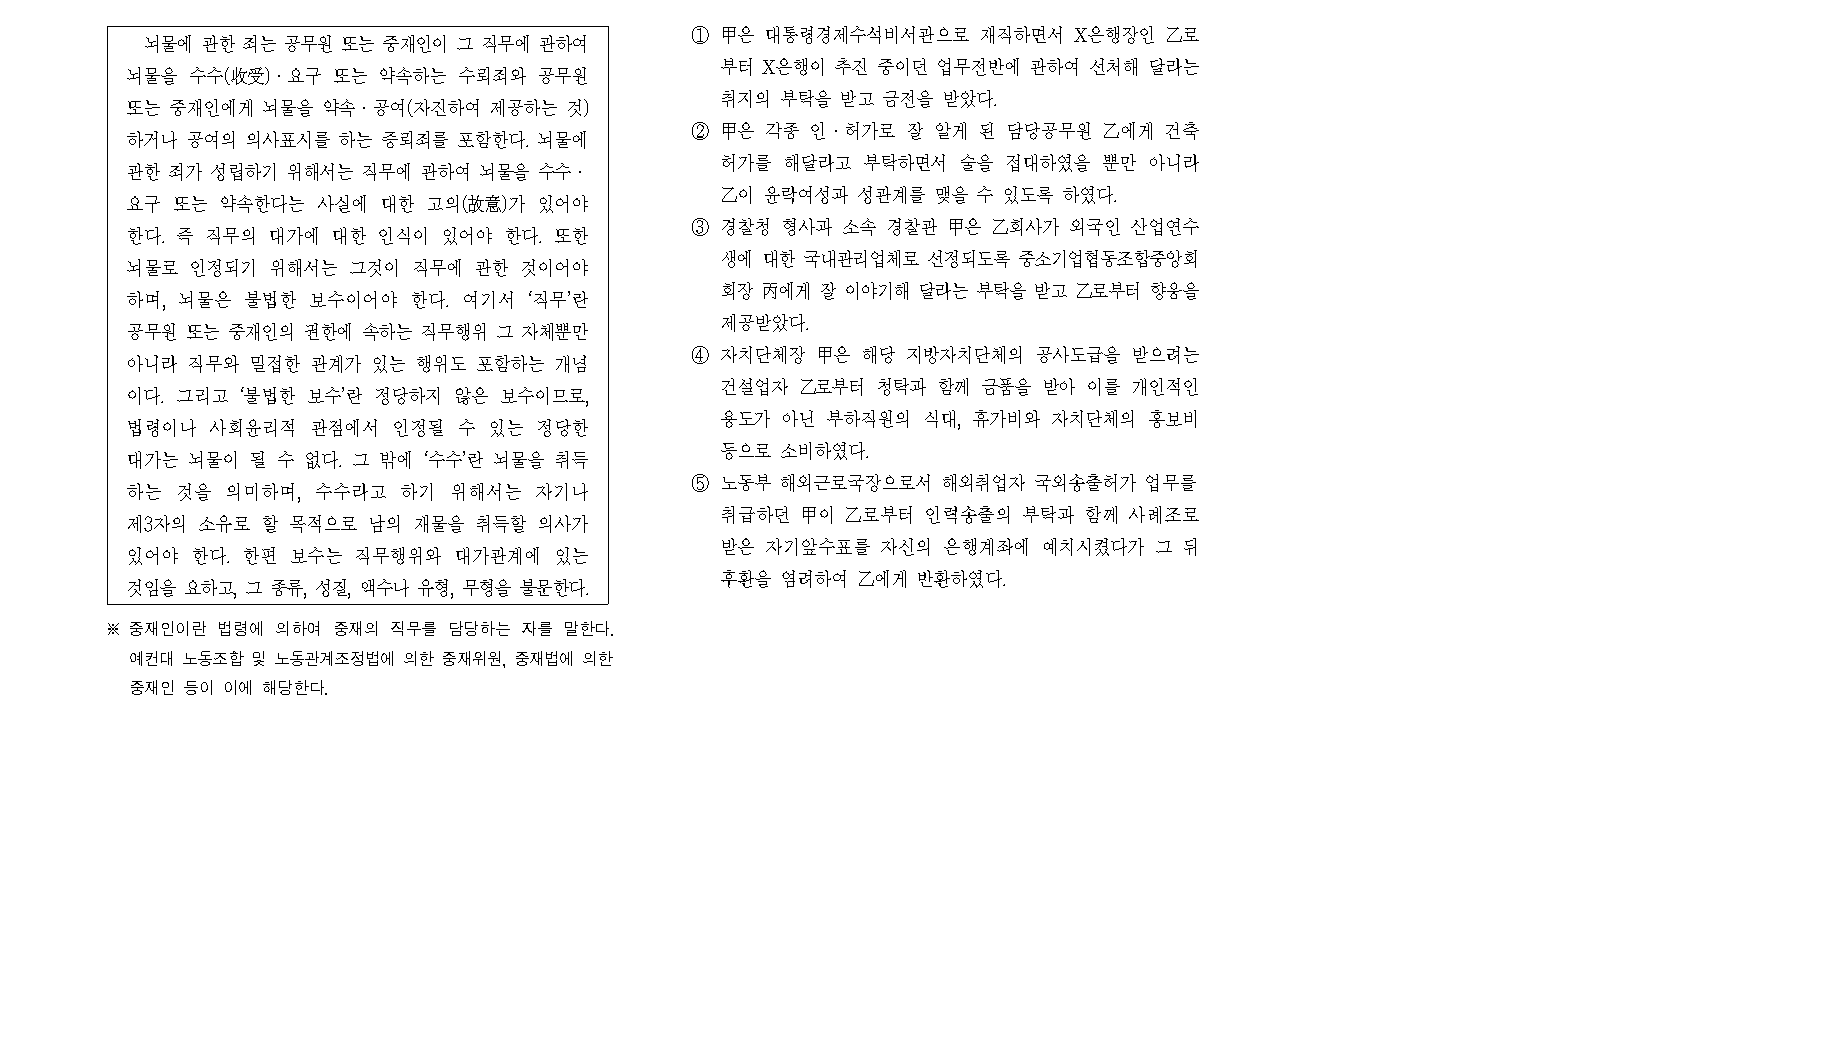 뇌물에 관한 죄는 공무원 또는 중재인이 그 직무에 관하여
뇌물을 수수(收受)·요구 또는 약속하는 수뢰죄와 공무원
또는 중재인에게 뇌물을 약속·공여(자진하여 제공하는 것)
하거나 공여의 의사표시를 하는 증뢰죄를 포함한다. 뇌물에
관한 죄가 성립하기 위해서는 직무에 관하여 뇌물을 수수·
요구 또는 약속한다는 사실에 대한 고의(故意)가 있어야
한다. 즉 직무의 대가에 대한 인식이 있어야 한다. 또한
뇌물로 인정되기 위해서는 그것이 직무에 관한 것이어야
하며, 뇌물은 불법한 보수이어야 한다. 여기서 ‘직무’란
공무원 또는 중재인의 권한에 속하는 직무행위 그 자체뿐만
아니라 직무와 밀접한 관계가 있는 행위도 포함하는 개념
이다. 그리고 ‘불법한 보수’란 정당하지 않은 보수이므로,
법령이나 사회윤리적 관점에서 인정될 수 있는 정당한
대가는 뇌물이 될 수 없다. 그 밖에 ‘수수’란 뇌물을 취득
하는 것을 의미하며, 수수라고 하기 위해서는 자기나
제3자의 소유로 할 목적으로 남의 재물을 취득할 의사가
있어야 한다. 한편 보수는 직무행위와 대가관계에 있는
것임을 요하고, 그 종류, 성질, 액수나 유형, 무형을 불문한다.
※ 중재인이란 법령에 의하여 중재의 직무를 담당하는 자를 말한다.
예컨대 노동조합 및 노동관계조정법에 의한 중재위원, 중재법에 의한
중재인 등이 이에 해당한다.
① 甲은 대통령경제수석비서관으로 재직하면서 X은행장인 乙로
부터 X은행이 추진 중이던 업무전반에 관하여 선처해 달라는
취지의 부탁을 받고 금전을 받았다.
② 甲은 각종 인·허가로 잘 알게 된 담당공무원 乙에게 건축
허가를 해달라고 부탁하면서 술을 접대하였을 뿐만 아니라
乙이 윤락여성과 성관계를 맺을 수 있도록 하였다.
③ 경찰청 형사과 소속 경찰관 甲은 乙회사가 외국인 산업연수
생에 대한 국내관리업체로 선정되도록 중소기업협동조합중앙회
회장 丙에게 잘 이야기해 달라는 부탁을 받고 乙로부터 향응을
제공받았다.
④ 자치단체장 甲은 해당 지방자치단체의 공사도급을 받으려는
건설업자 乙로부터 청탁과 함께 금품을 받아 이를 개인적인
용도가 아닌 부하직원의 식대, 휴가비와 자치단체의 홍보비
등으로 소비하였다.
⑤ 노동부 해외근로국장으로서 해외취업자 국외송출허가 업무를
취급하던 甲이 乙로부터 인력송출의 부탁과 함께 사례조로
받은 자기앞수표를 자신의 은행계좌에 예치시켰다가 그 뒤
후환을 염려하여 乙에게 반환하였다.